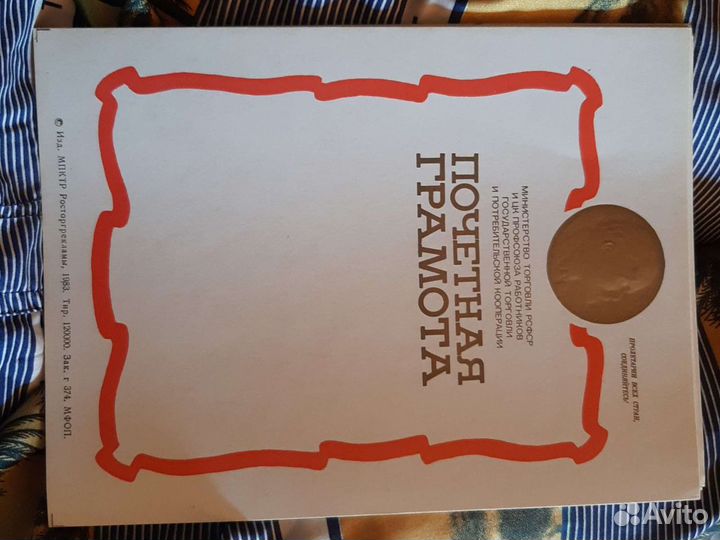 ПРОЛЕТАРИИ ВСЕХ СТРАН,
СОЕДИНЯЙТЕСЬ!
МИНИСТЕРСТВО ТОРГОВЛИ РСФСР
И ЦК ПРОФСОЮЗА РАБОТНИКОВ
ГОСУДАРСТВЕННОЙ ТОРГОВЛИ
И ПОТРЕБИТЕЛЬСКОЙ КООПЕРАЦИИ
ПОЧЕТНАЯ
ГРАМОТА
© Изд. МПКТР Росторгрекламы, 1983. Тир. 120000. Зак. г 374, МФОП.
Avito